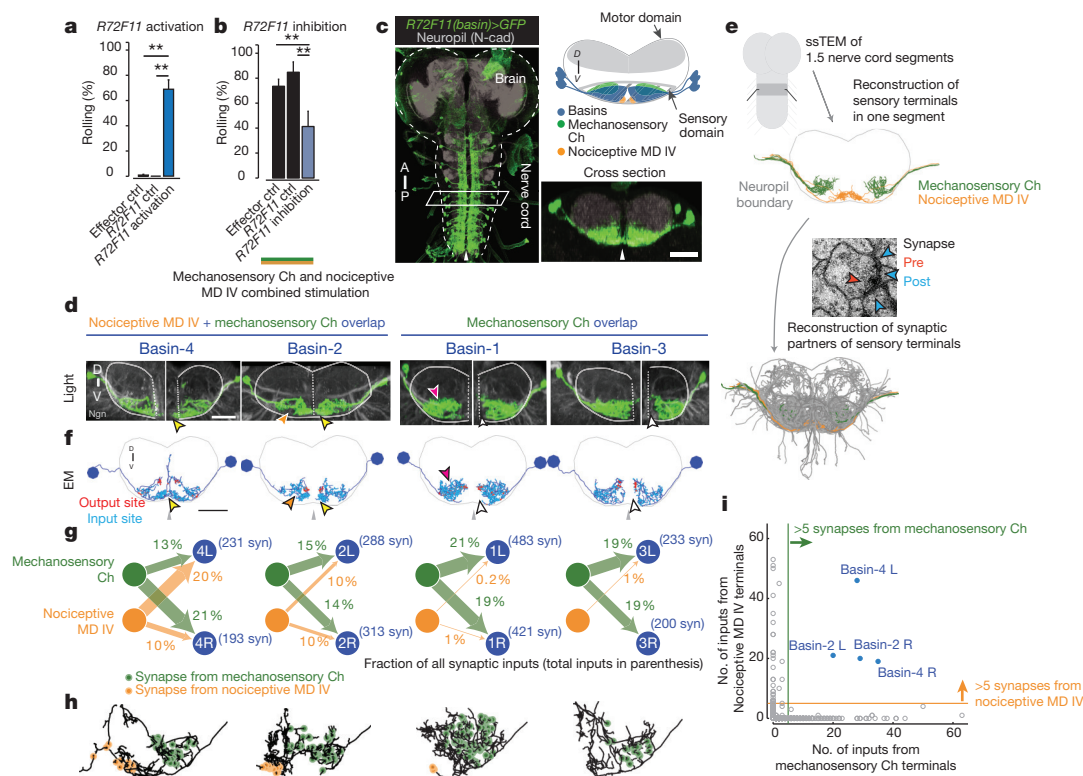 a
R72F11 activation
**
**
Rolling (%)
100
80
60
40
20
0
Effector ctrl
R72F11 ctrl
R72F11 activation
b
R72F11 inhibition
**
**
Rolling (%)
100
80
60
40
20
0
Effector ctrl
R72F11 ctrl
R72F11 inhibition
Mechanosensory Ch and nociceptive
MD IV combined stimulation
c
R72F11(basin)>GFP
Neuropil (N-cad)
Brain
A
P
Nerve cord
Motor domain
D
V
Basins
Mechanosensory
Ch
Nociceptive MD IV
Sensory
domain
Cross section
e
ssTEM of
1.5 nerve cord segments
Reconstruction of
sensory terminals
in one segment
Neuropil
boundary
Mechanosensory Ch
Nociceptive MD IV
Synapse
Pre
Post
Reconstruction of synaptic
partners of sensory terminals
d
Nociceptive MD IV + mechanosensory Ch overlap
Mechanosensory Ch overlap
Basin-4
Basin-2
Basin-1
Basin-3
Light
D
V
Ngn
f
EM
D
V
Output site
Input site
g
Mechanosensory
Ch
Nociceptive
MD IV
13%
20%
21%
10%
4L
(231 syn)
4R
(193 syn)
15%
10%
14%
10%
2L
(288 syn)
2R
(313 syn)
21%
0.2%
19%
1%
1L
(483 syn)
1R
(421 syn)
19%
1%
19%
3L
(233 syn)
3R
(200 syn)
Fraction of all synaptic inputs (total inputs in parenthesis)
Synapse from mechanosensory Ch
Synapse from nociceptive MD IV
h
i
>5 synapses from mechanosensory Ch
No. of inputs from
Nociceptive MD IV terminals
60
40
20
0
Basin-4 L
Basin-2 L
Basin-2 R
Basin-4 R
>5 synapses from
nociceptive MD IV
0
20
40
60
No. of inputs from
mechanosensory Ch terminals